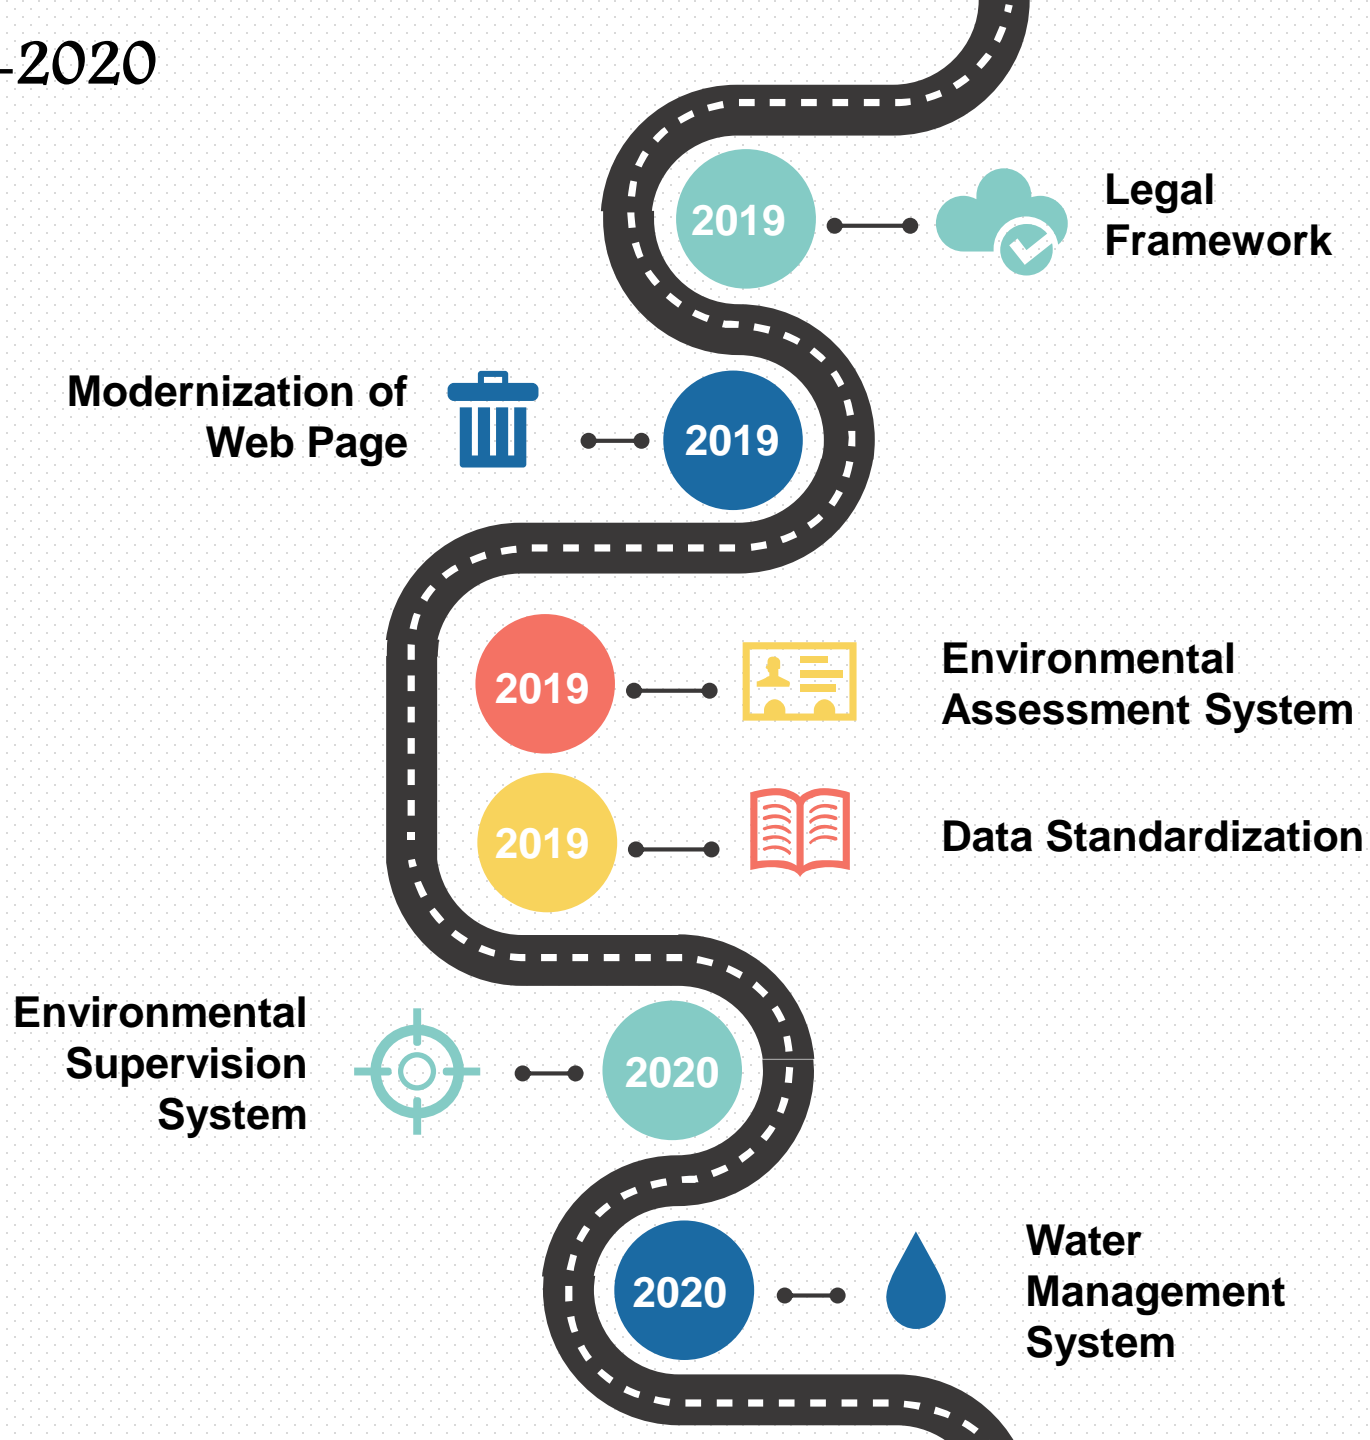 -2020
2019
Legal
Framework
Modernization of
Web Page
2019
2019
Environmental
Assessment System
2019
Data Standardization
Environmental
Supervision
System
2020
2020
Water
Management
System